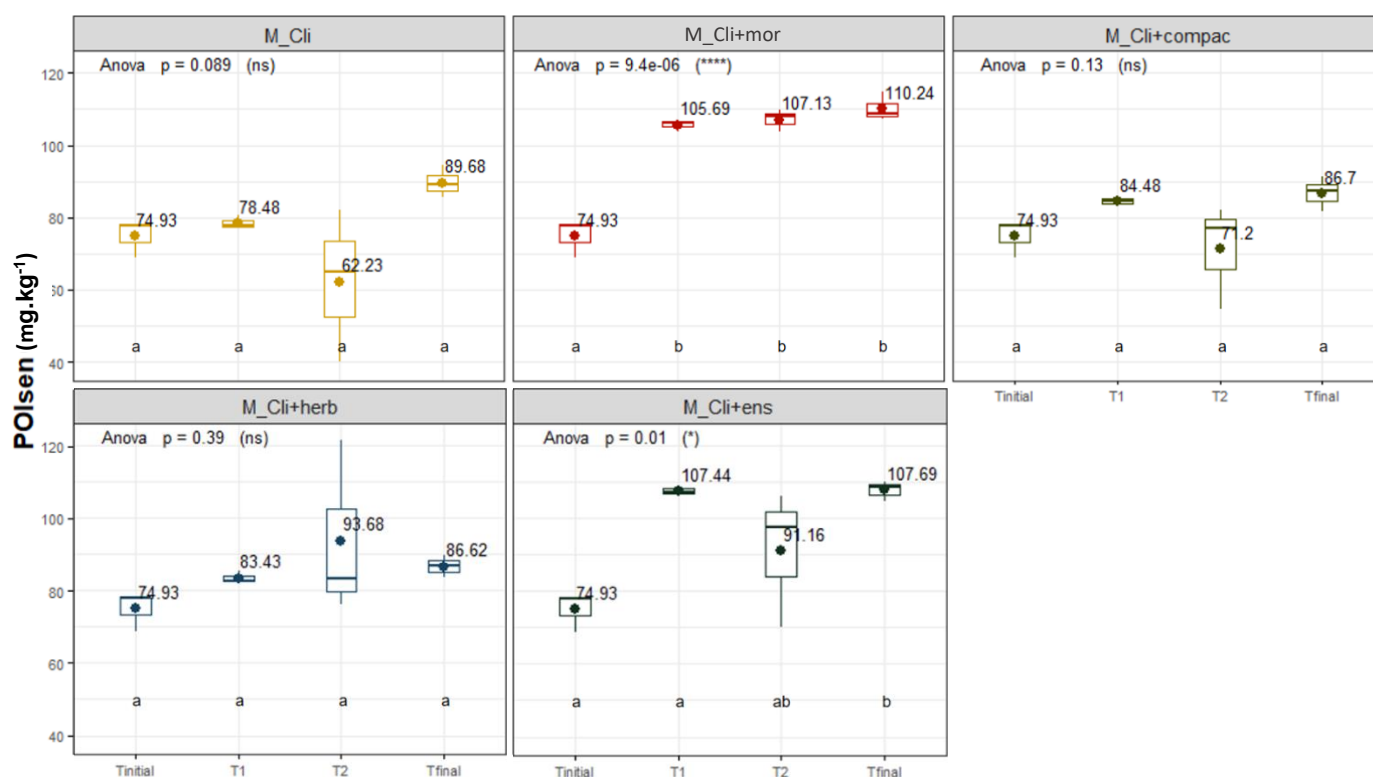 M_Cli
M_Cli+mor
M_Cli+compac
Anova p = 0.089 (ns)
Anova p = 9.4e-06 (****)
Anova p = 0.13 (ns)
120
100
80
60
40
74.93
78.48
62.23
89.68
a a a a
74.93
105.69
107.13
110.24
a b b b
74.93
84.48
71.2
86.7
a a a a
Tinitial T1 T2 Tfinal
POlsen (mg.kg-1)
M_Cli+herb
M_Cli+ens
Anova p = 0.39 (ns)
Anova p = 0.01 (*)
120
100
80
60
40
74.93
83.43
93.68
86.62
a a a a
74.93
107.44
91.16
107.69
a a ab b
Tinitial T1 T2 Tfinal
Tinitial T1 T2 Tfinal